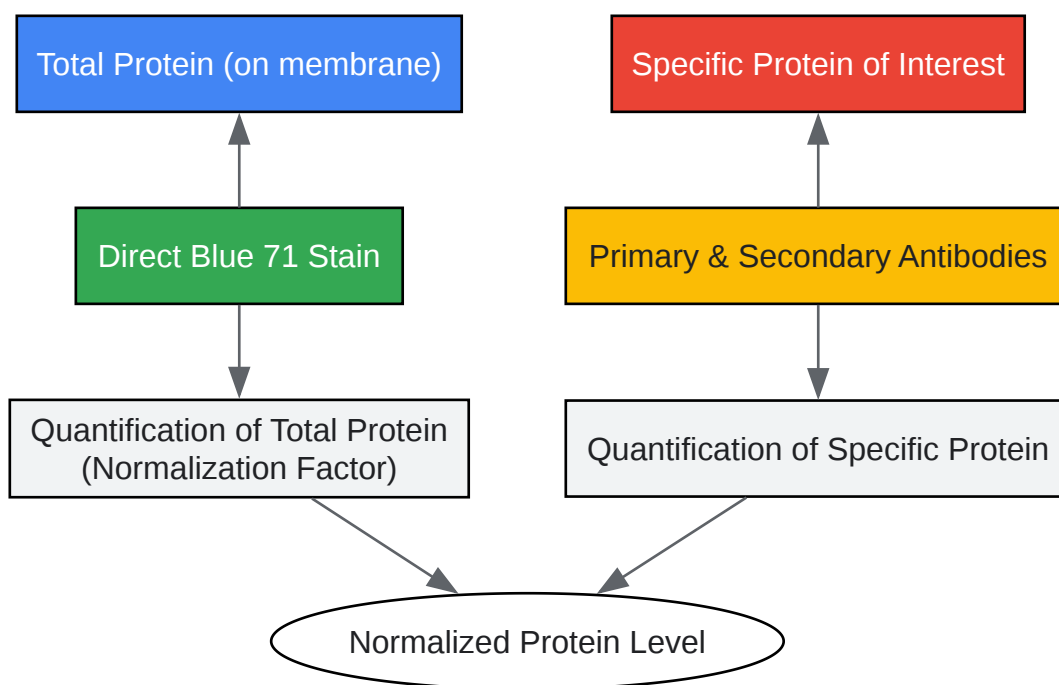 Total Protein (on membrane)
Specific Protein of Interest
Direct Blue 71 Stain
Primary & Secondary Antibodies
Quantification of Total Protein
(Normalization Factor)
Quantification of Specific Protein
Normalized Protein Level